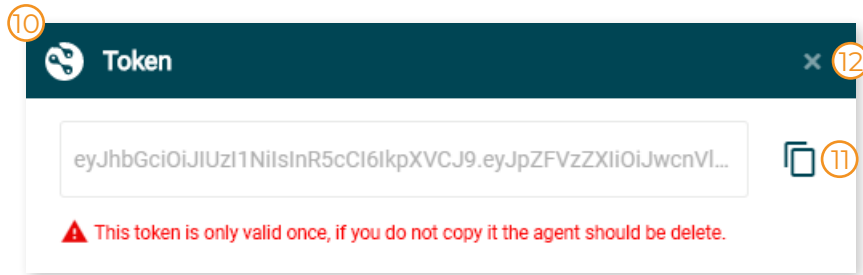 10
Token
× 12
eyJhbGciOiJIUzI1NiIsInR5cCI6IkpXVCJ9.eyJpZFVzZXIiOiJwcnVl...
11
This token is only valid once, if you do not copy it the agent should be delete.